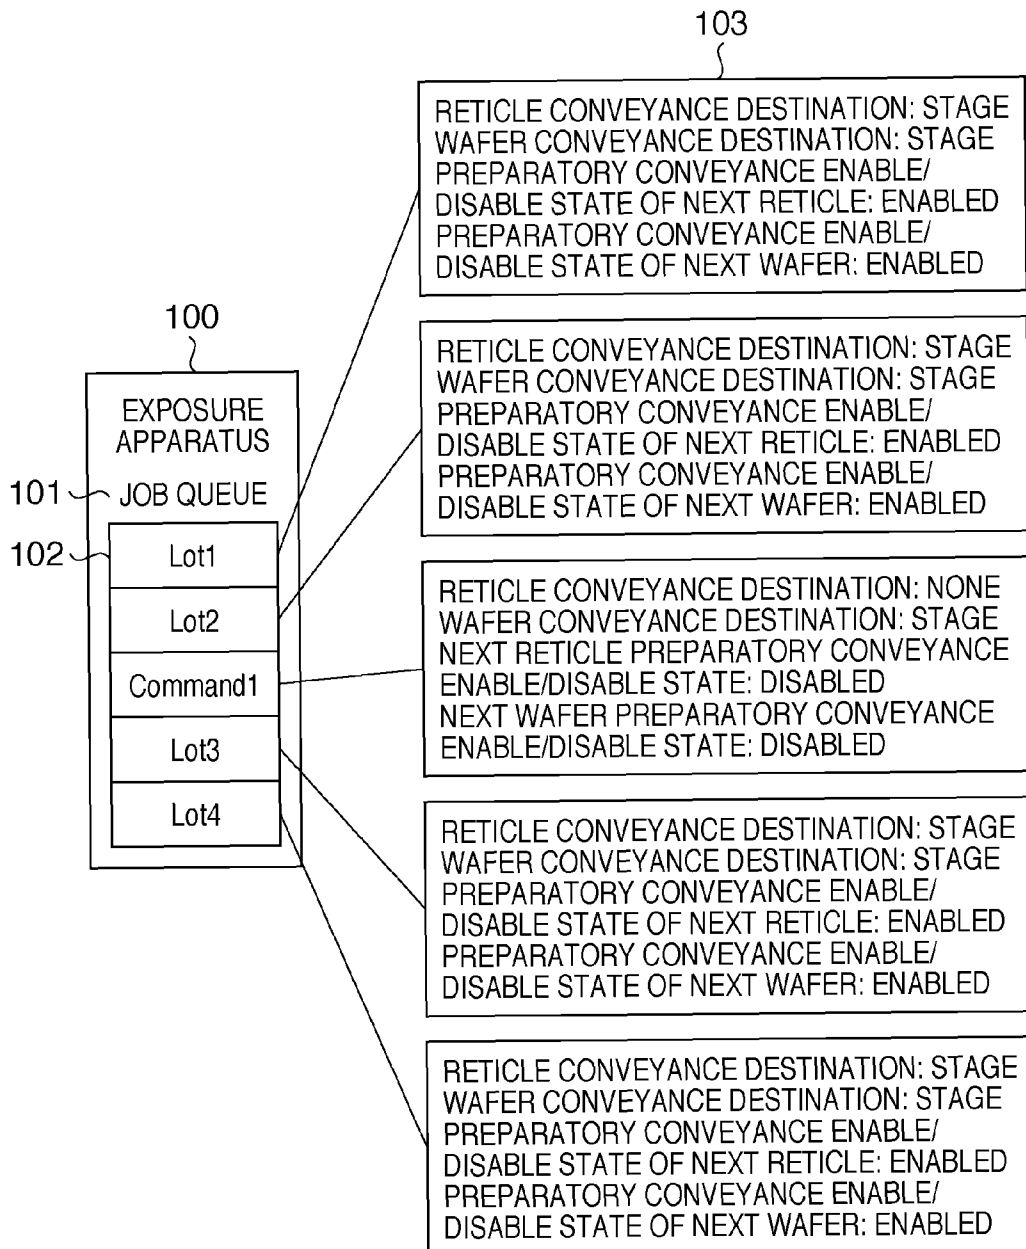 103
RETICLE CONVEYANCE DESTINATION: STAGE
WAFER CONVEYANCE DESTINATION: STAGE
PREPARATORY CONVEYANCE ENABLE/
DISABLE STATE OF NEXT RETICLE: ENABLED
PREPARATORY CONVEYANCE ENABLE/
DISABLE STATE OF NEXT WAFER: ENABLED
100
EXPOSURE
APPARATUS
101
JOB QUEUE
102
Lot1
Lot2
Command1
Lot3
Lot4
RETICLE CONVEYANCE DESTINATION: STAGE
WAFER CONVEYANCE DESTINATION: STAGE
PREPARATORY CONVEYANCE ENABLE/
DISABLE STATE OF NEXT RETICLE: ENABLED
PREPARATORY CONVEYANCE ENABLE/
DISABLE STATE OF NEXT WAFER: ENABLED
RETICLE CONVEYANCE DESTINATION: NONE
WAFER CONVEYANCE DESTINATION: STAGE
NEXT RETICLE PREPARATORY CONVEYANCE
ENABLE/DISABLE STATE: DISABLED
NEXT WAFER PREPARATORY CONVEYANCE
ENABLE/DISABLE STATE: DISABLED
RETICLE CONVEYANCE DESTINATION: STAGE
WAFER CONVEYANCE DESTINATION: STAGE
PREPARATORY CONVEYANCE ENABLE/
DISABLE STATE OF NEXT RETICLE: ENABLED
PREPARATORY CONVEYANCE ENABLE/
DISABLE STATE OF NEXT WAFER: ENABLED
RETICLE CONVEYANCE DESTINATION: STAGE
WAFER CONVEYANCE DESTINATION: STAGE
PREPARATORY CONVEYANCE ENABLE/
DISABLE STATE OF NEXT RETICLE: ENABLED
PREPARATORY CONVEYANCE ENABLE/
DISABLE STATE OF NEXT WAFER: ENABLED